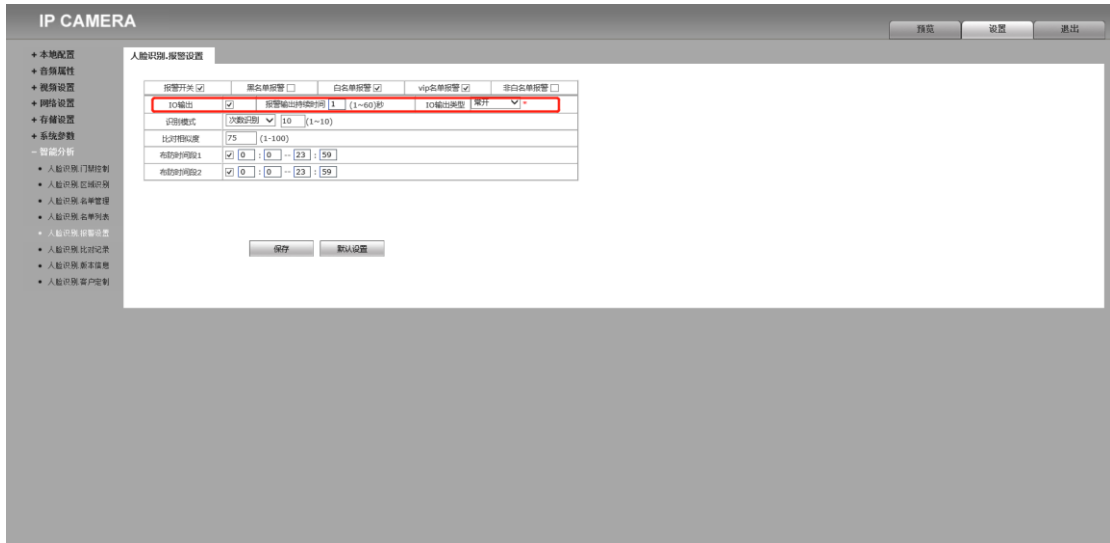 IP CAMERA
预览 设置 退出
+ 本地配置
+ 音频属性
+ 视频设置
+ 网络设置
+ 存储设置
+ 系统参数
- 智能分析
• 人脸识别.门禁控制
• 人脸识别.区域识别
• 人脸识别.名单管理
• 人脸识别.名单列表
• 人脸识别.报警设置
• 人脸识别.比对记录
• 人脸识别.版本信息
• 人脸识别.客户定制
人脸识别.报警设置
报警开关 黑名单报警 白名单报警 vip名单报警 非白名单报警
IO输出 报警输出持续时间 1 (1~60)秒 IO输出类型 常开 *
识别模式 次数识别 10 (1~10)
比对相似度 75 (1-100)
布防时间段1 0 : 0 -- 23 : 59
布防时间段2 0 : 0 -- 23 : 59
保存 默认设置